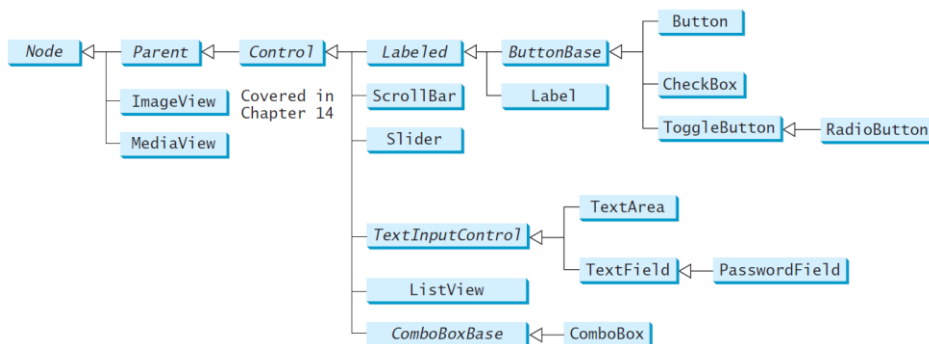 Button
Node
Parent
Control
Labeled
ButtonBase
ImageView
Covered in
Chapter 14
ScrollBar
Label
CheckBox
MediaView
Slider
ToggleButton
RadioButton
TextArea
TextInputControl
TextField
PasswordField
ListView
ComboBoxBase
ComboBox